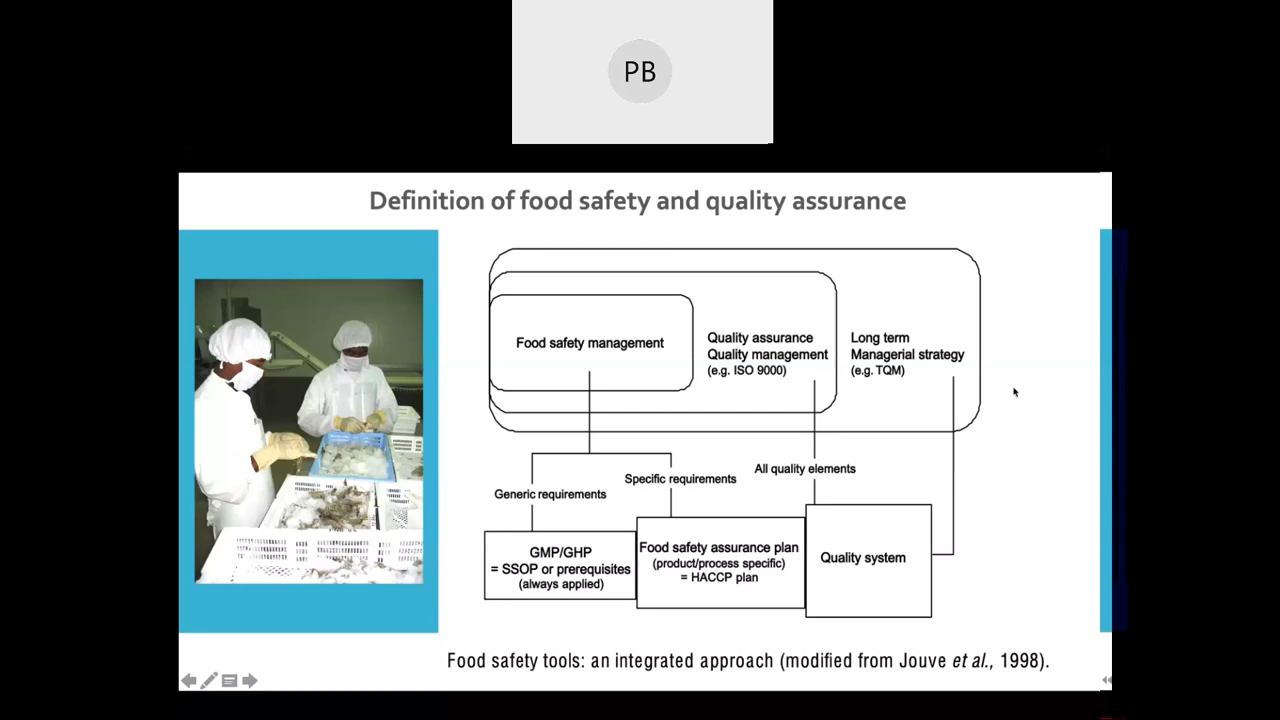 PB
Definition of food safety and quality assurance
Food safety management
Quality assurance
Quality management
(e.g. ISO 9000)
Long term
Managerial strategy
(e.g. TQM)
Generic requirements
Specific requirements
All quality elements
GMP/GHP
= SSOP or prerequisites
(always applied)
Food safety assurance plan
(product/process specific)
= HACCP plan
Quality system
Food safety tools: an integrated approach (modified from Jouve et al., 1998).